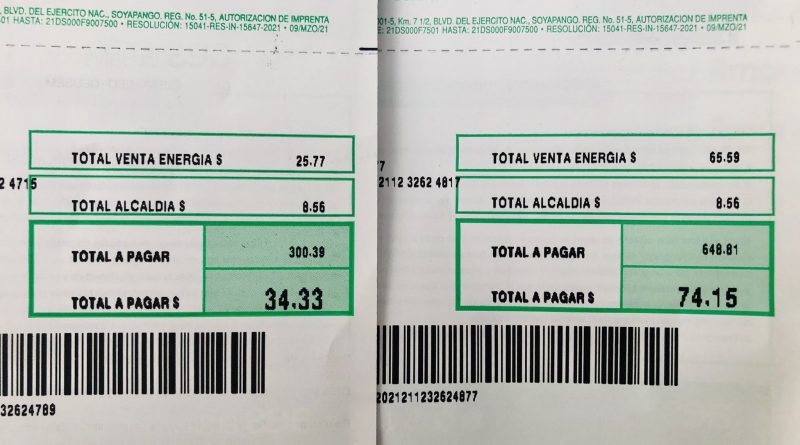 , BLVD. DEL EJERCITO NAC., SOYAPANGO. REG. No. 51-5, AUTORIZACION DE IMPRENTA
501 HASTA: 21DS000F9007500 • RESOLUCIÓN: 15041-RES-IN-15647-2021 • 09/MZO/21
TOTAL VENTA ENERGIA $ 25.77
2 4715
TOTAL ALCALDIA $ 8.56
TOTAL A PAGAR 300.39
TOTAL A PAGAR $ 34.33
32624789
001-5, Km. 7 1/2, BLVD. DEL EJERCITO NAC., SOYAPANGO. REG. No. 51-5, AUTORIZACION DE IMPRENTA
21DS000F7501 HASTA: 21DS000F9007500 • RESOLUCIÓN: 15041-RES-IN-15647-2021 • 09/MZO/21
TOTAL VENTA ENERGIA $ 65.59
2112 3262 4817
TOTAL ALCALDIA $ 8.56
TOTAL A PAGAR 648.81
TOTAL A PAGAR $ 74.15
2021211232624877